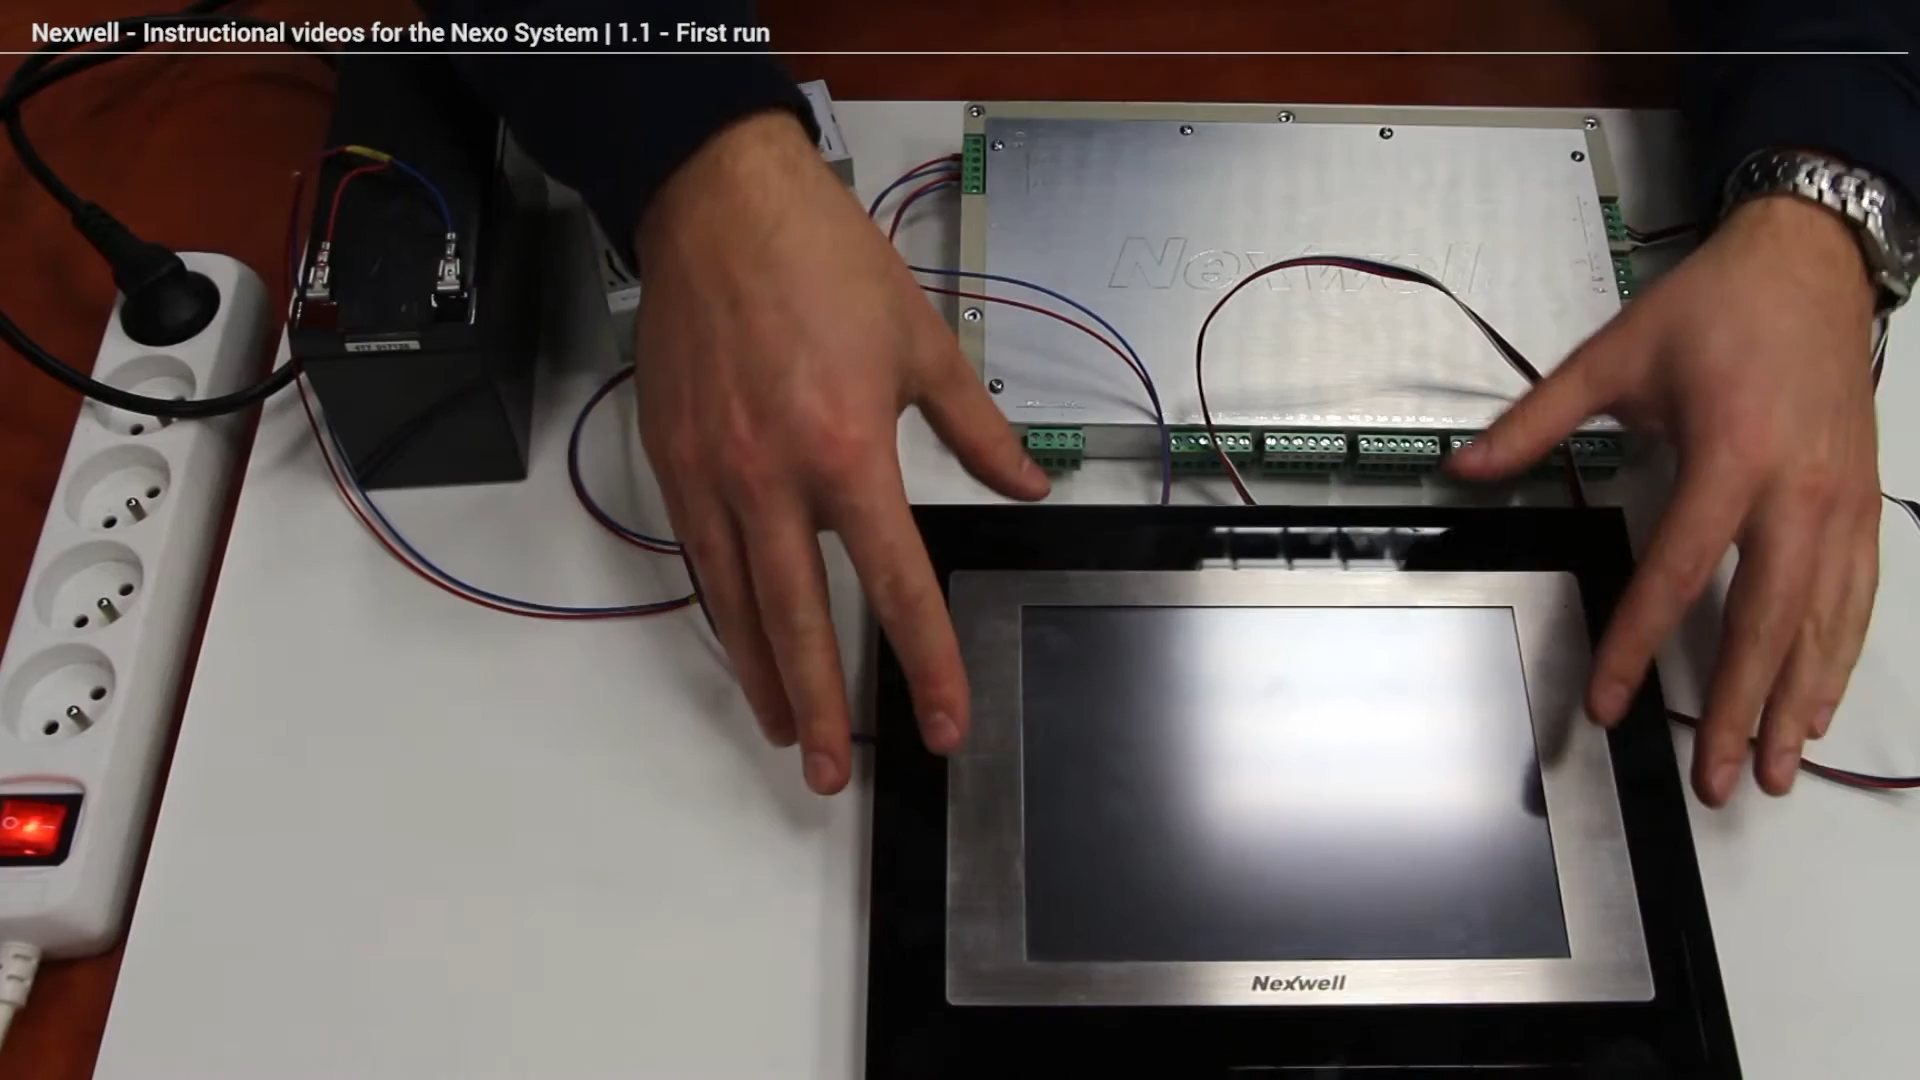 Nexwell - Instructional videos for the Nexo System | 1.1 - First run
Nexwell
Nexwell